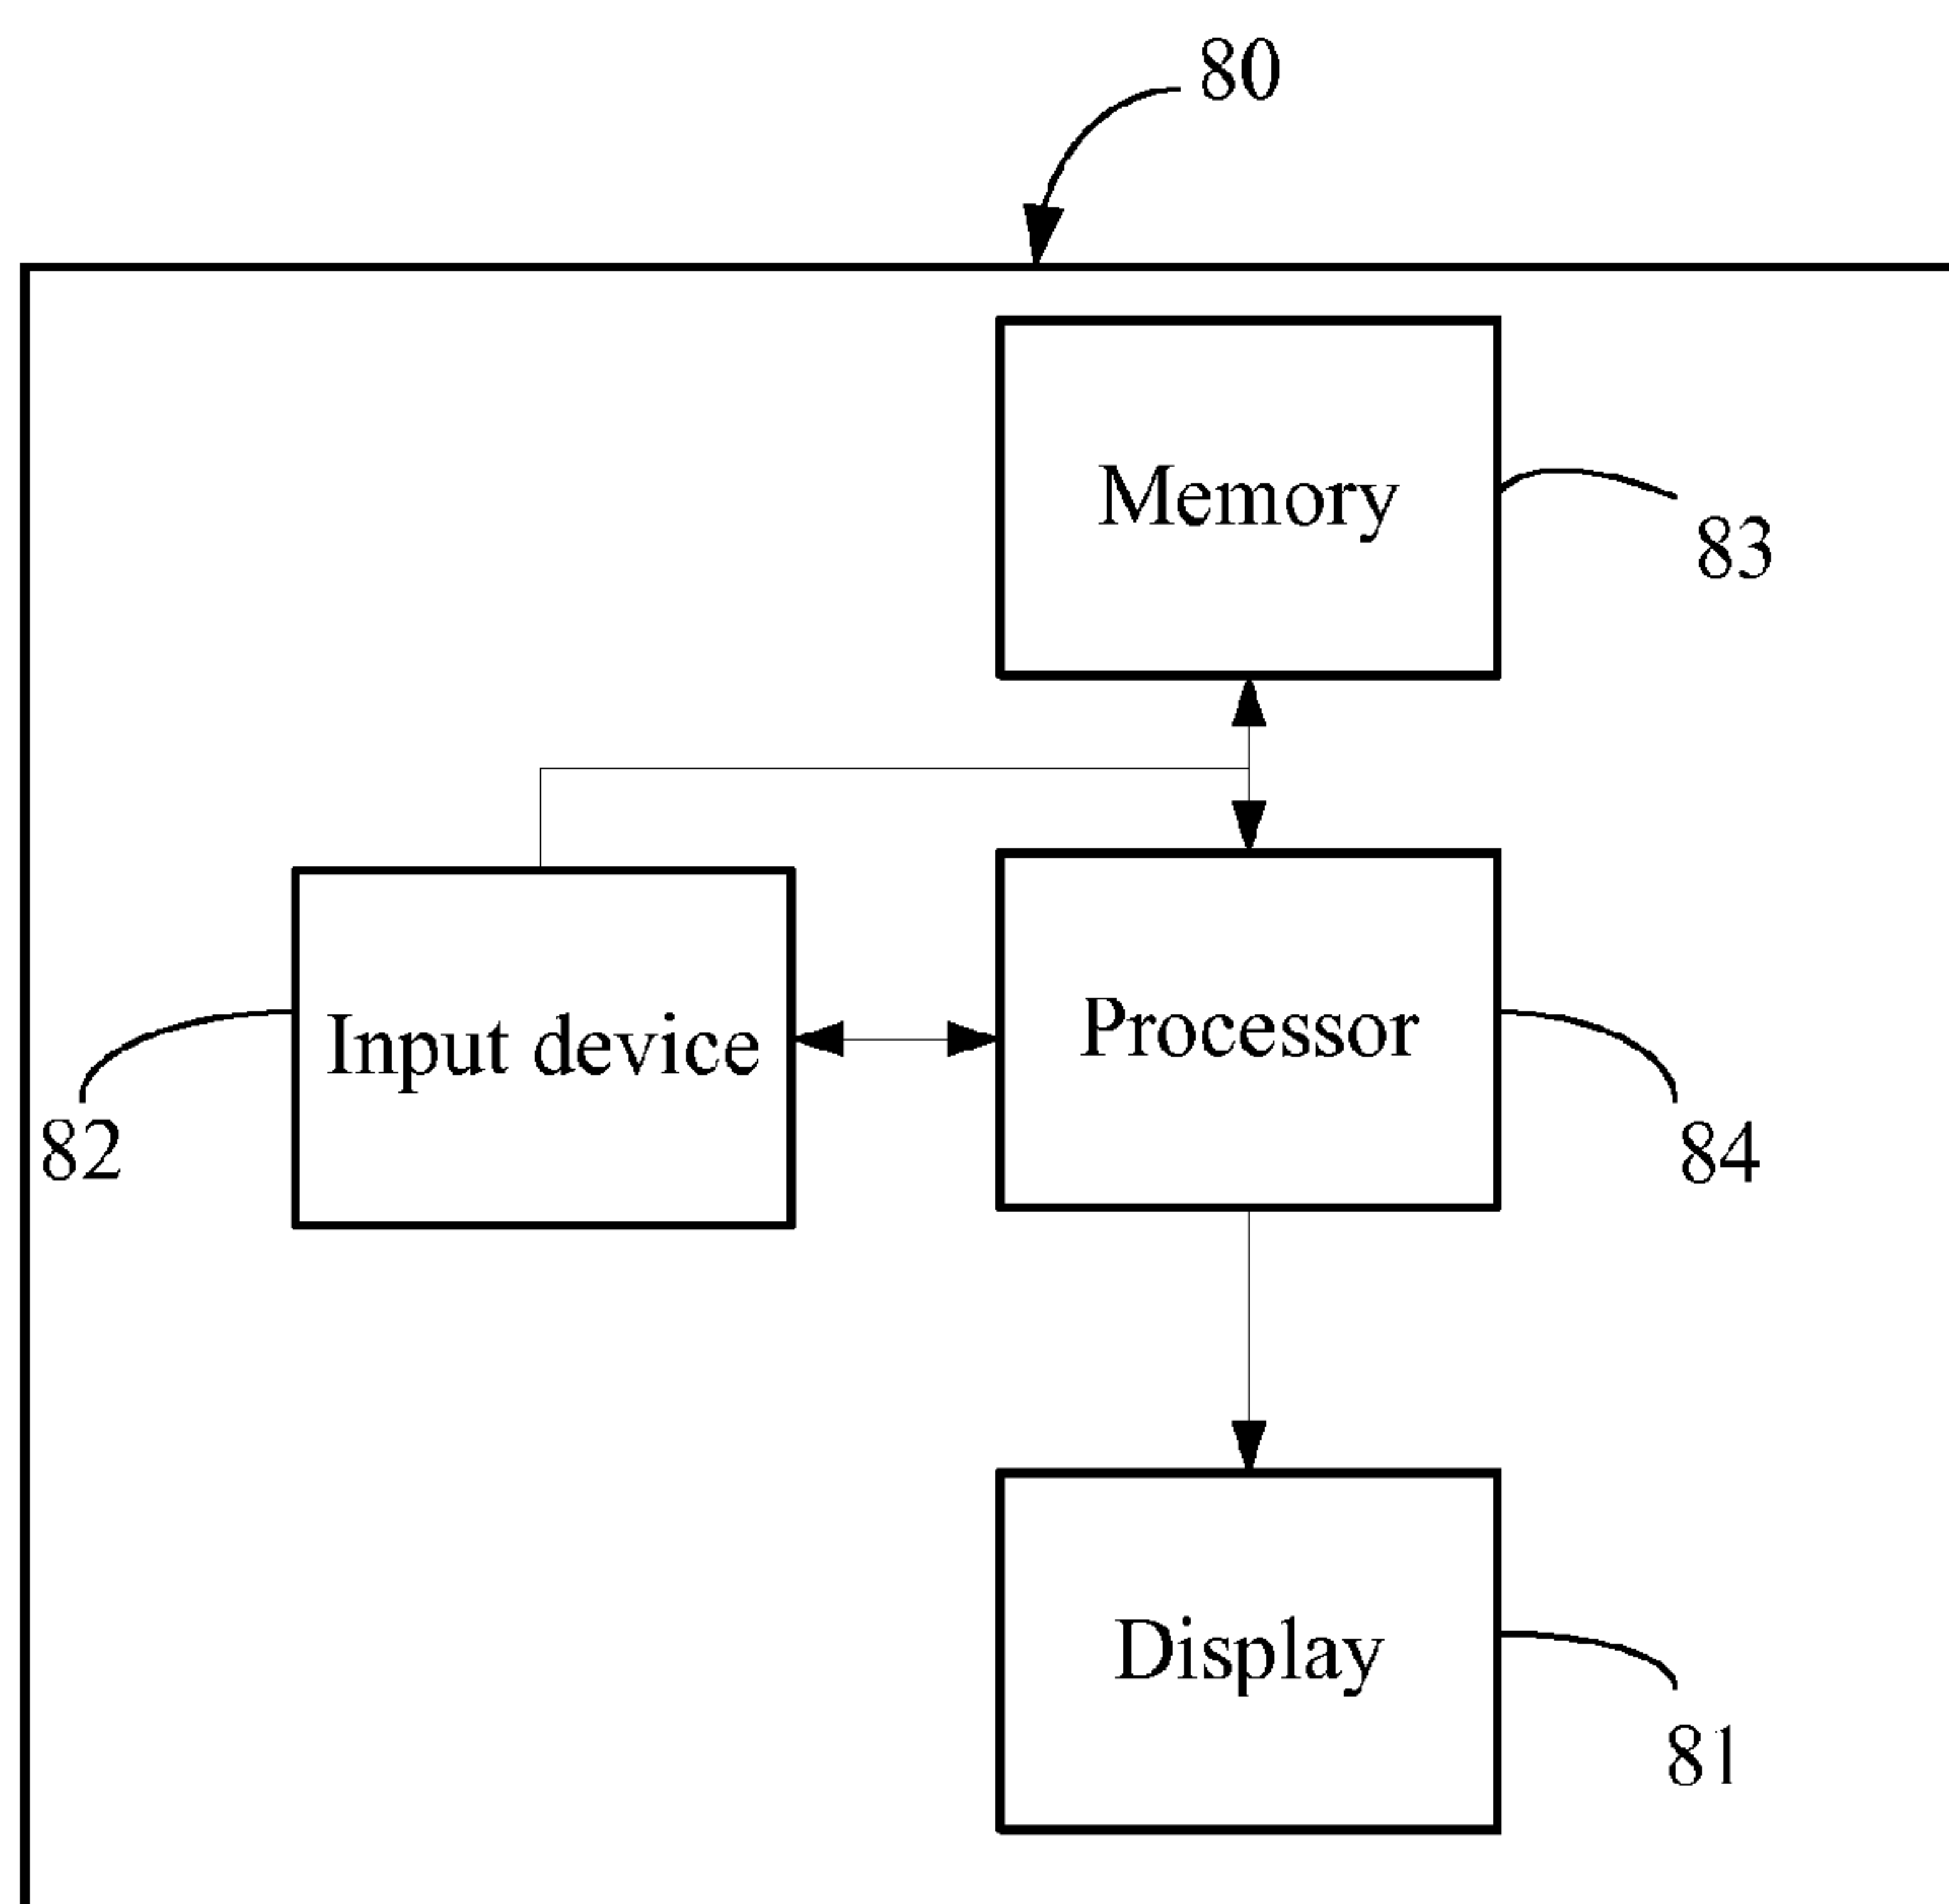 80
Memory
83
Input device
Processor
82
84
Display
81